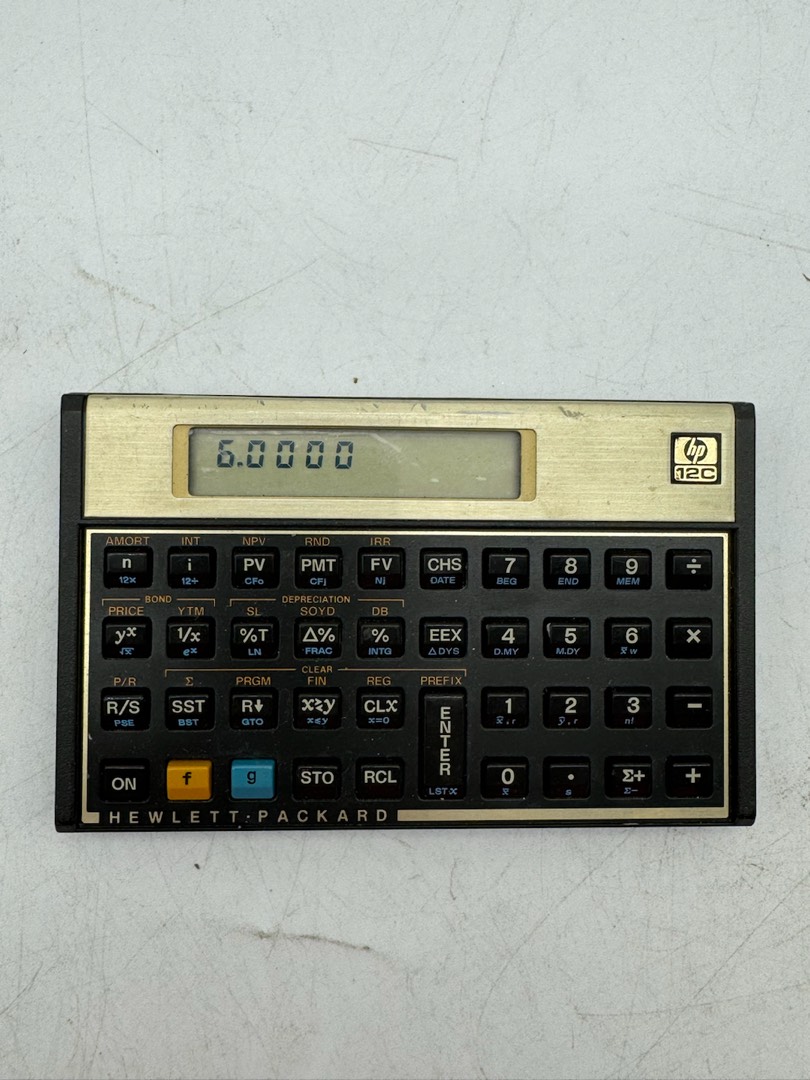 6.0000
hp
12C
AMORT INT NPV RND IRR
n i PV PMT FV CHS 7 8 9 ÷
12× 12÷ CFo CFj Nj DATE BEG END MEM
BOND DEPRECIATION
PRICE YTM SL SOYD DB
yˣ 1/x %T Δ% % EEX 4 5 6 ×
√x eˣ LN FRAC INTG ΔDYS D.MY M.DY x̄w
CLEAR
P/R Σ PRGM FIN REG PREFIX
R/S SST R↓ x≷y CLx ENTER 1 2 3 −
PSE BST GTO x≤y x=0 x̂,r ŷ,r n!
ON f g STO RCL 0 . Σ+ +
LST x x̄ s Σ−
HEWLETT·PACKARD